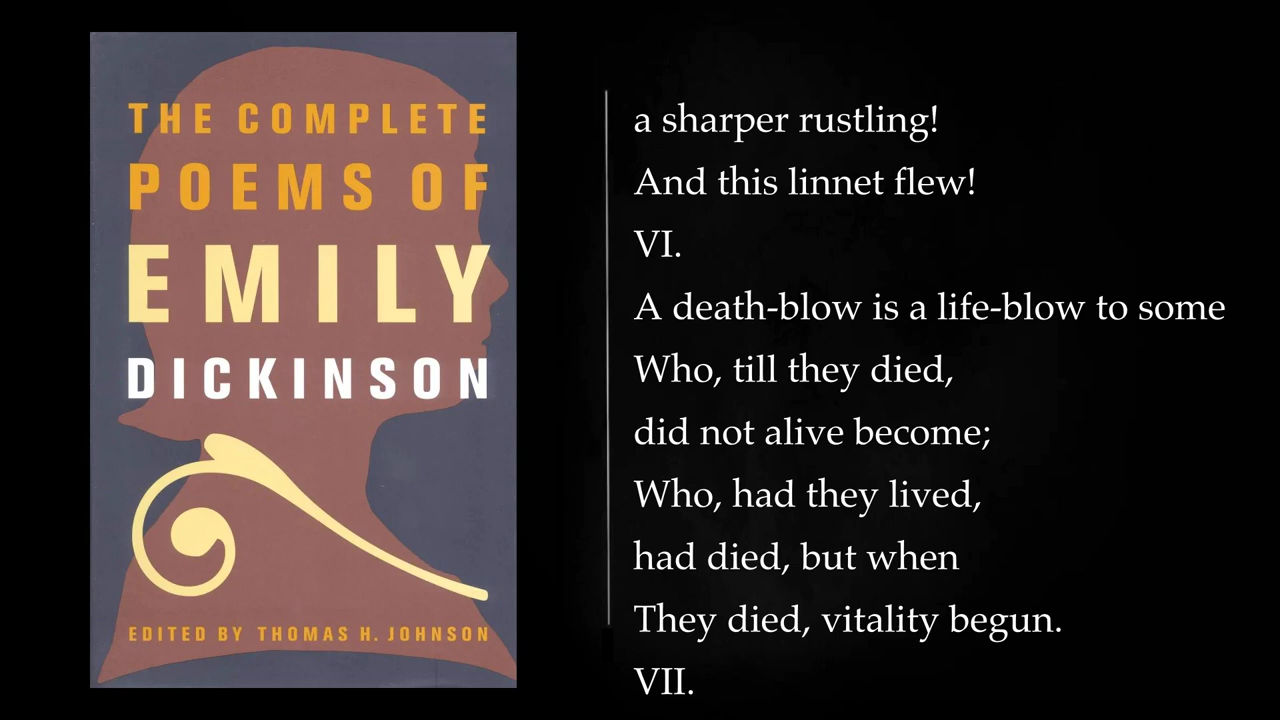 THE COMPLETE
POEMS OF
EMILY
DICKINSON
EDITED BY THOMAS H. JOHNSON
a sharper rustling!
And this linnet flew!
VI.
A death-blow is a life-blow to some
Who, till they died,
did not alive become;
Who, had they lived,
had died, but when
They died, vitality begun.
VII.